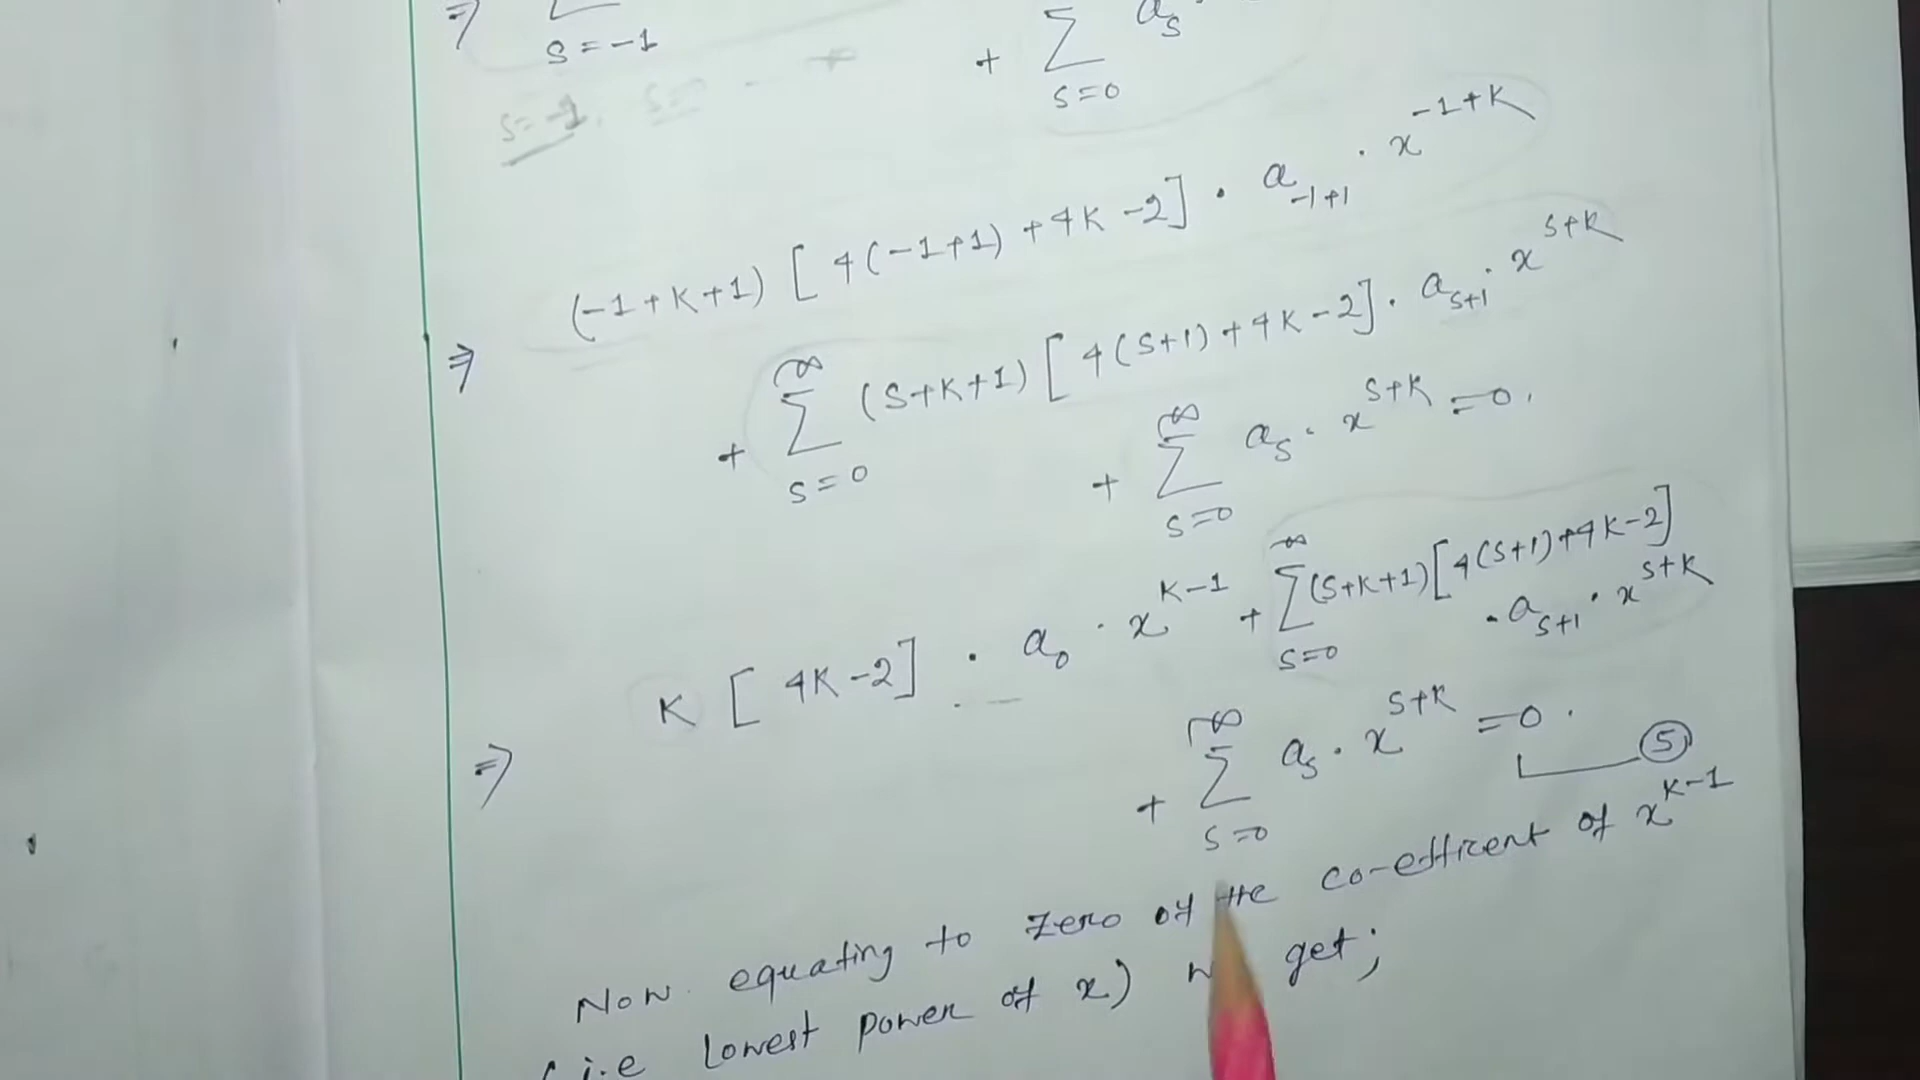 ⇒ Σ s=-1
+ Σ s=0 a_s
s=-1, s=
⇒ (-1+K+1) [4(-1+1)+4K-2] · a_{-1+1} · x^{-1+K}
+ Σ_{s=0}^{∞} (S+K+1) [4(S+1)+4K-2] · a_{s+1} · x^{S+K}
+ Σ_{s=0}^{∞} a_s · x^{S+K} =0.
⇒ K [4K-2] · a_0 · x^{K-1} + Σ_{s=0}^{∞} (S+K+1)[4(S+1)+4K-2]
· a_{s+1} · x^{S+K}
+ Σ_{s=0}^{∞} a_s · x^{S+K} =0. ⑤
Now equating to zero of the co-efficent of x^{K-1}
(i.e lowest power of x) get;